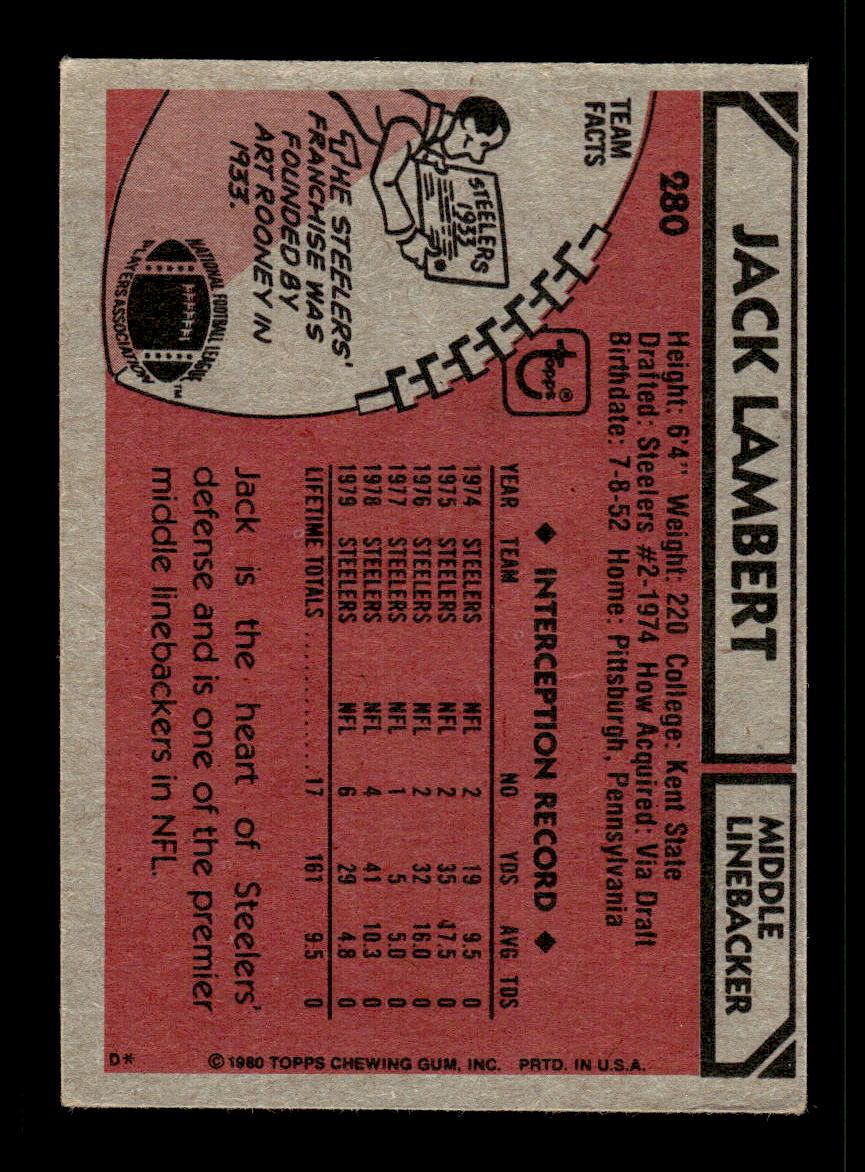 JACK LAMBERT
MIDDLE
LINEBACKER
280
Height: 6'4" Weight: 220 College: Kent State
Drafted: Steelers #2-1974 How Acquired: Via Draft
Birthdate: 7-8-52 Home: Pittsburgh, Pennsylvania
TEAM
FACTS
STEELERS
1933
THE STEELERS'
FRANCHISE WAS
FOUNDED BY
ART ROONEY IN
1933.
NATIONAL FOOTBALL LEAGUE
PLAYERS ASSOCIATION
TM
Topps ®
◆ INTERCEPTION RECORD ◆
YEAR TEAM NO YDS AVG TDS
1974 STEELERS NFL 2 19 9.5 0
1975 STEELERS NFL 2 35 17.5 0
1976 STEELERS NFL 2 32 16.0 0
1977 STEELERS NFL 1 5 5.0 0
1978 STEELERS NFL 4 41 10.3 0
1979 STEELERS NFL 6 29 4.8 0
LIFETIME TOTALS .............. 17 161 9.5 0
Jack is the heart of Steelers'
defense and is one of the premier
middle linebackers in NFL.
© 1980 TOPPS CHEWING GUM, INC. PRTD. IN U.S.A.
D*